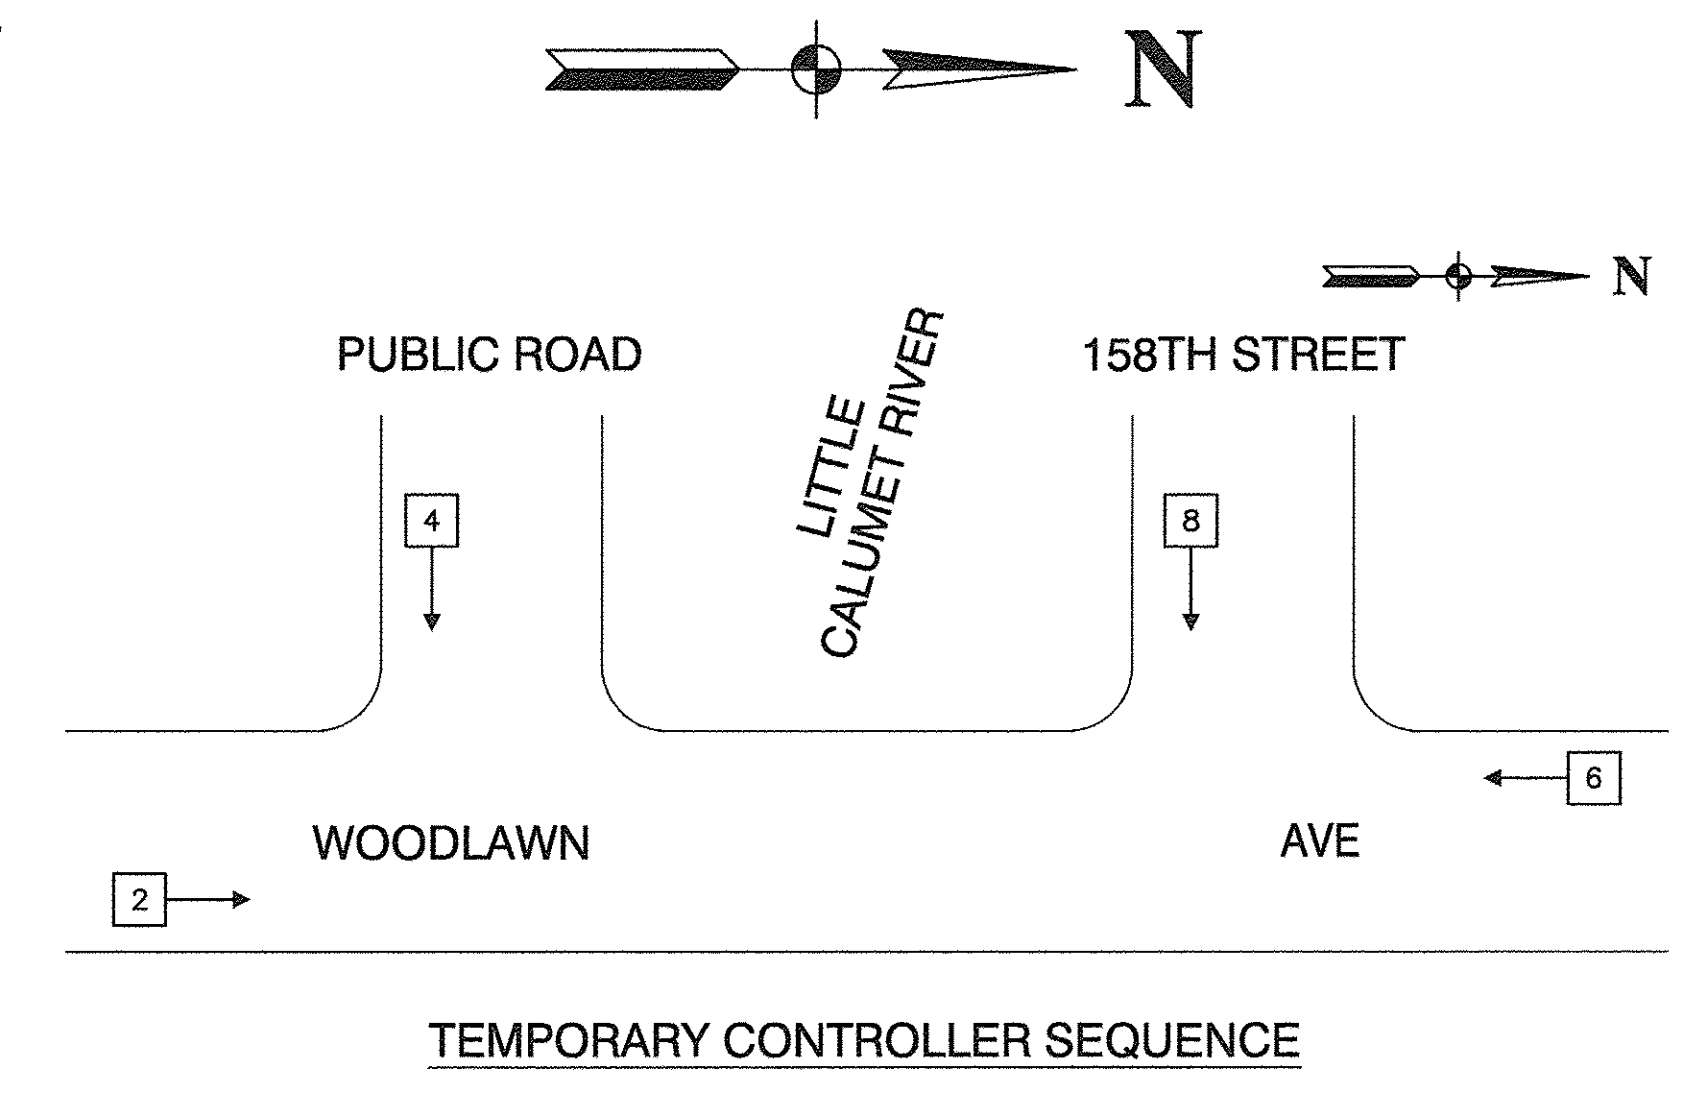 N
N
PUBLIC ROAD
158TH STREET
LITTLE
CALUMET RIVER
4
8
6
WOODLAWN
AVE
2
TEMPORARY CONTROLLER SEQUENCE